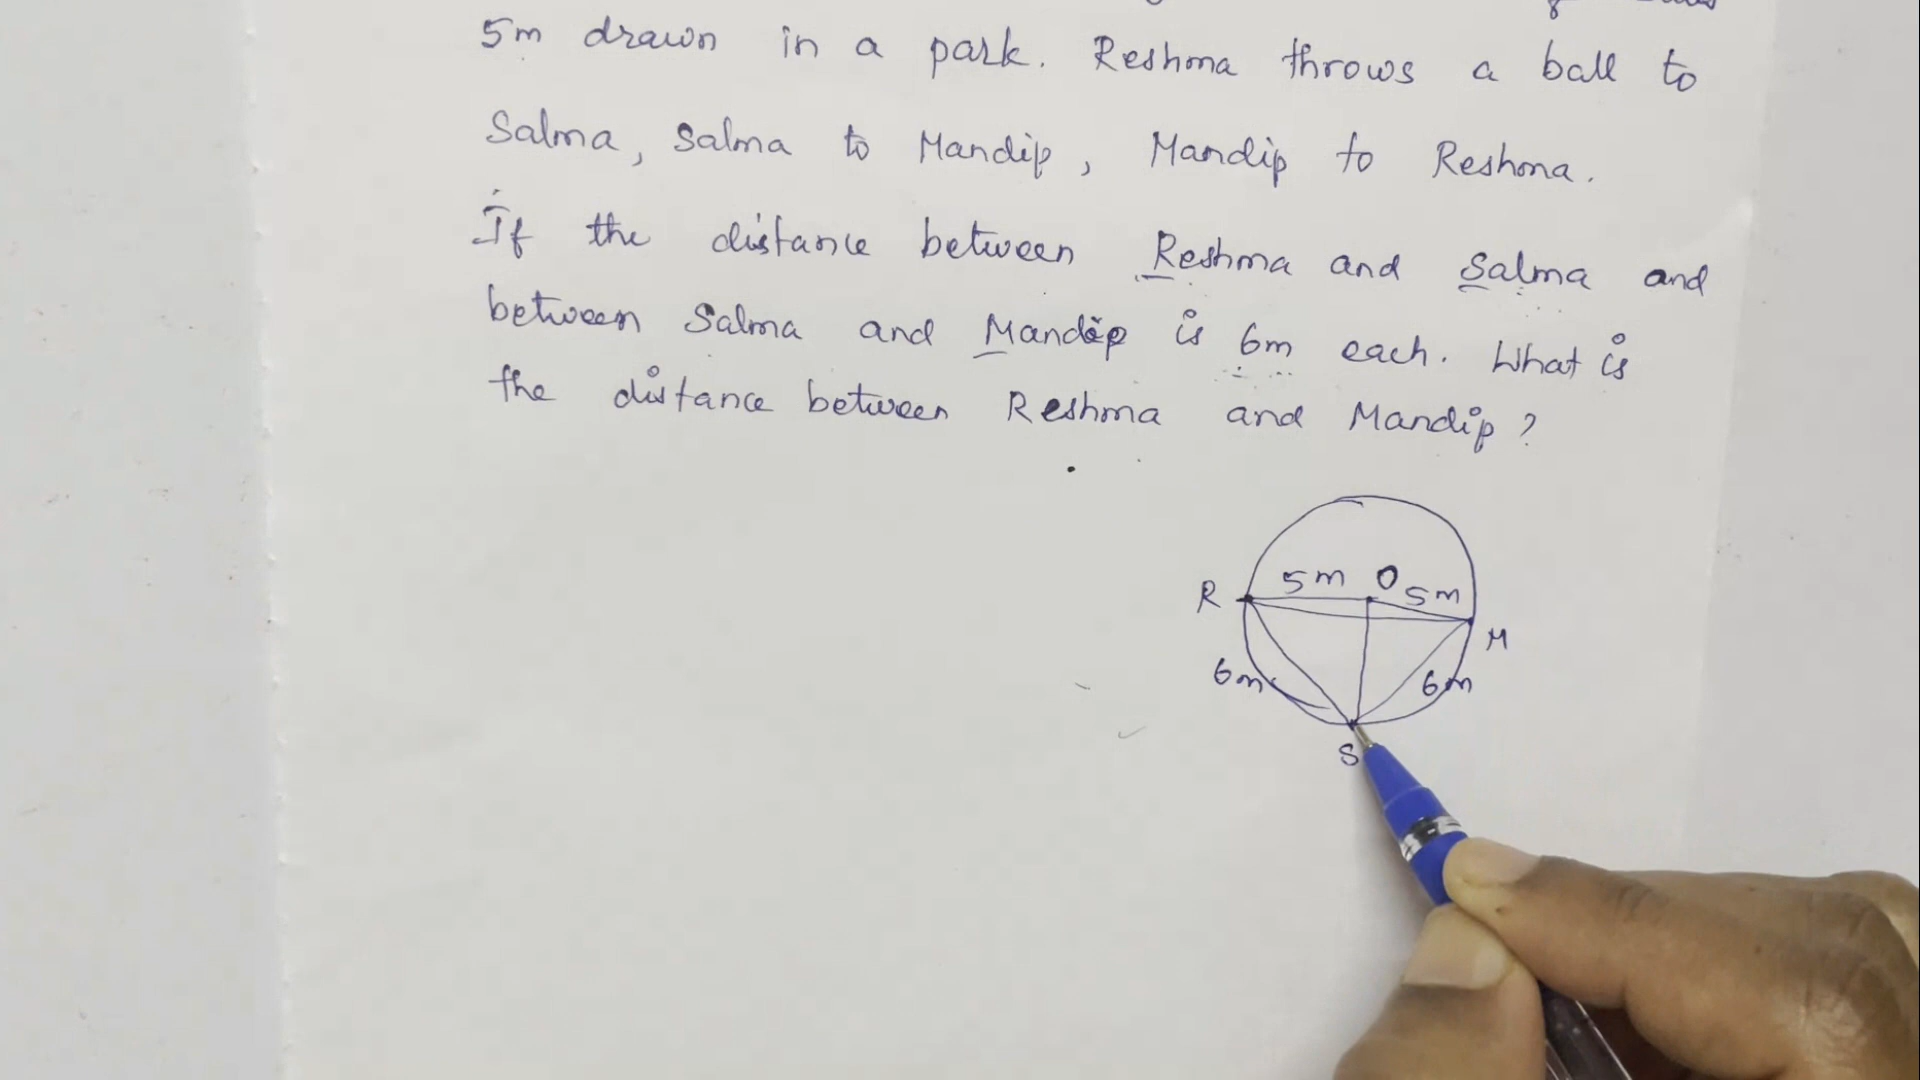 5m drawn in a park. Reshma throws a ball to
Salma, Salma to Mandip, Mandip to Reshma.
If the distance between Reshma and Salma and
between Salma and Mandip is 6m each. What is
the distance between Reshma and Mandip?
R 5m O 5m
M
6m 6m
S